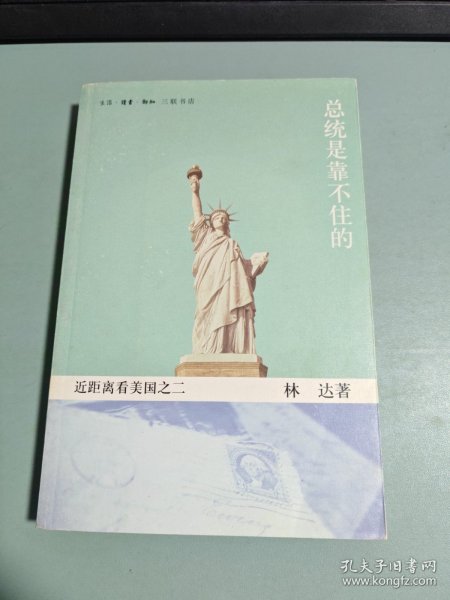 生活·讀書·新知 三联书店
总统是靠不住的
近距离看美国之二
林 达著
孔夫子旧书网
www.kongfz.com